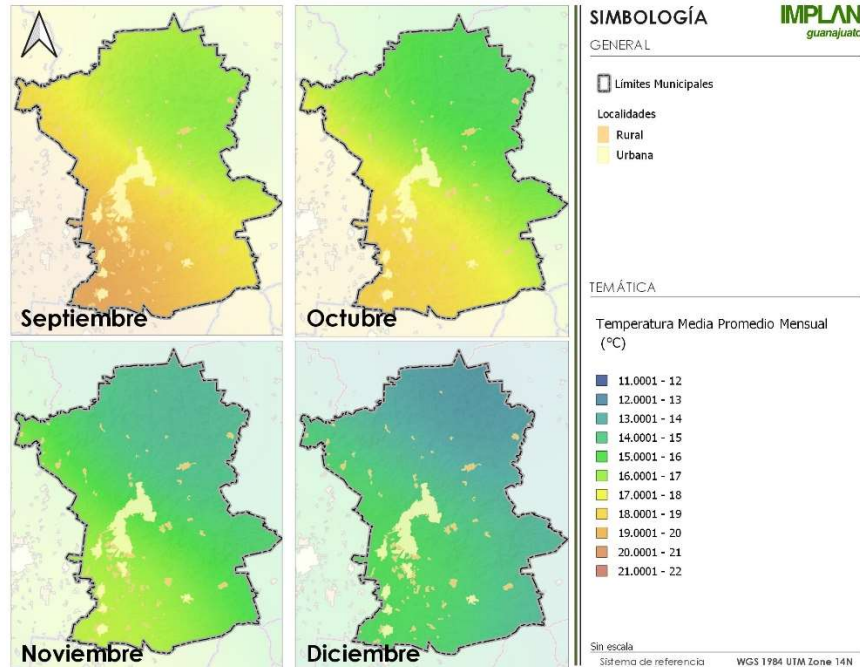 Septiembre
Octubre
Noviembre
Diciembre
SIMBOLOGÍA
IMPLAN
guanajuato
GENERAL
Límites Municipales
Localidades
Rural
Urbana
TEMÁTICA
Temperatura Media Promedio Mensual
(°C)
11.0001 - 12
12.0001 - 13
13.0001 - 14
14.0001 - 15
15.0001 - 16
16.0001 - 17
17.0001 - 18
18.0001 - 19
19.0001 - 20
20.0001 - 21
21.0001 - 22
Sin escala
Sistema de referencia WGS 1984 UTM Zone 14N